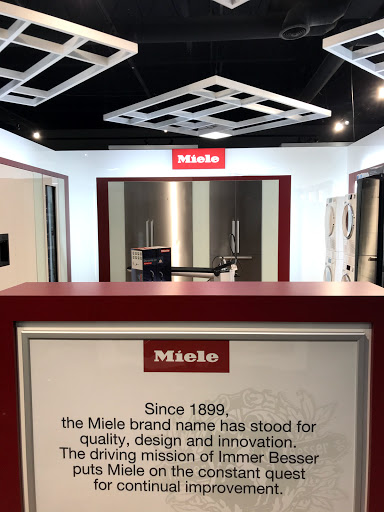 Miele
Miele
Since 1899,
the Miele brand name has stood for
quality, design and innovation.
The driving mission of Immer Besser
puts Miele on the constant quest
for continual improvement.